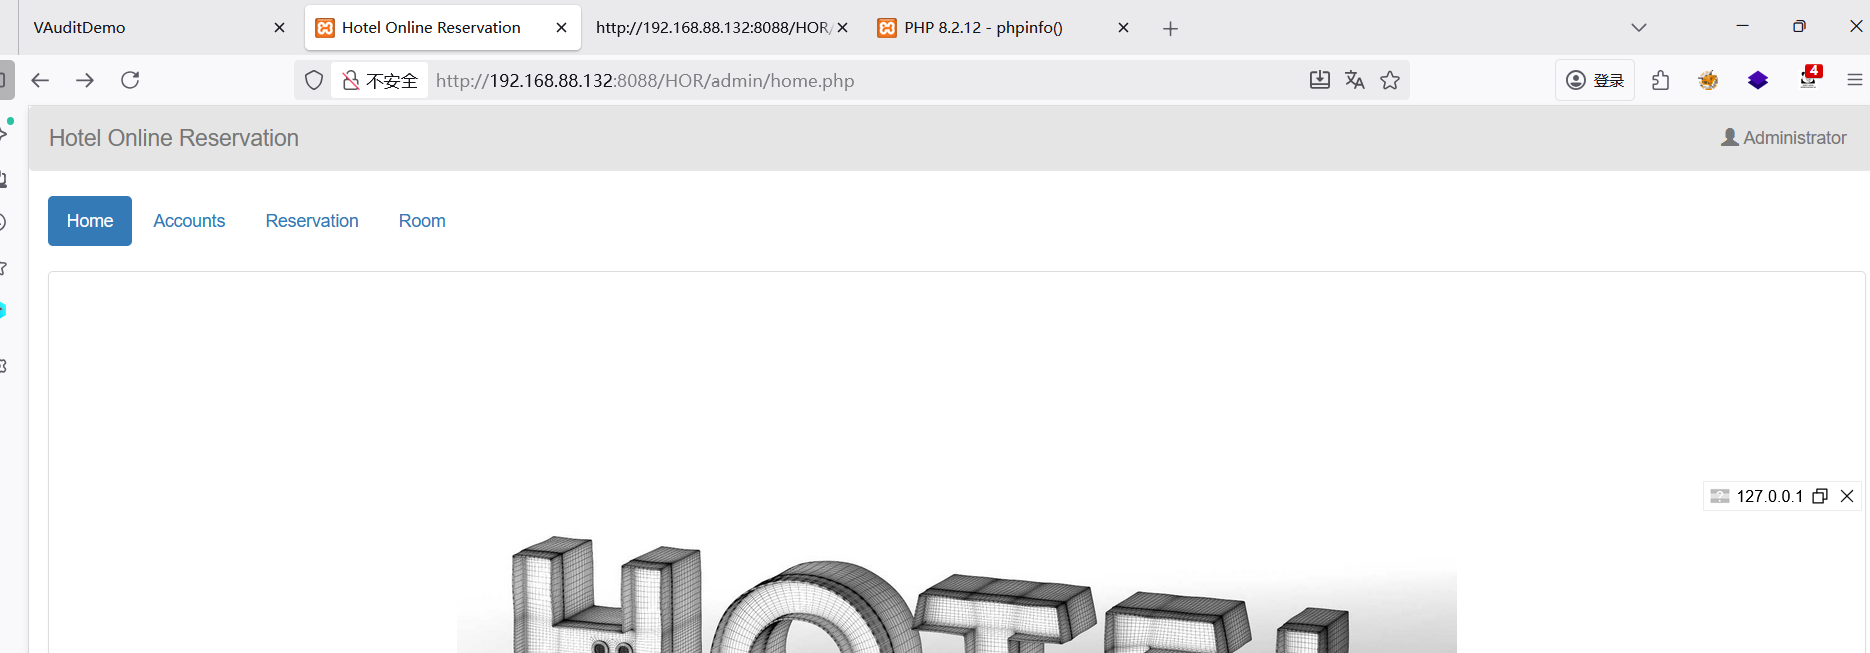 VAuditDemo
Hotel Online Reservation
http://192.168.88.132:8088/HOR/
PHP 8.2.12 - phpinfo()
不安全
http://192.168.88.132:8088/HOR/admin/home.php
登录
4
Hotel Online Reservation
Administrator
Home
Accounts
Reservation
Room
127.0.0.1
HOTEL